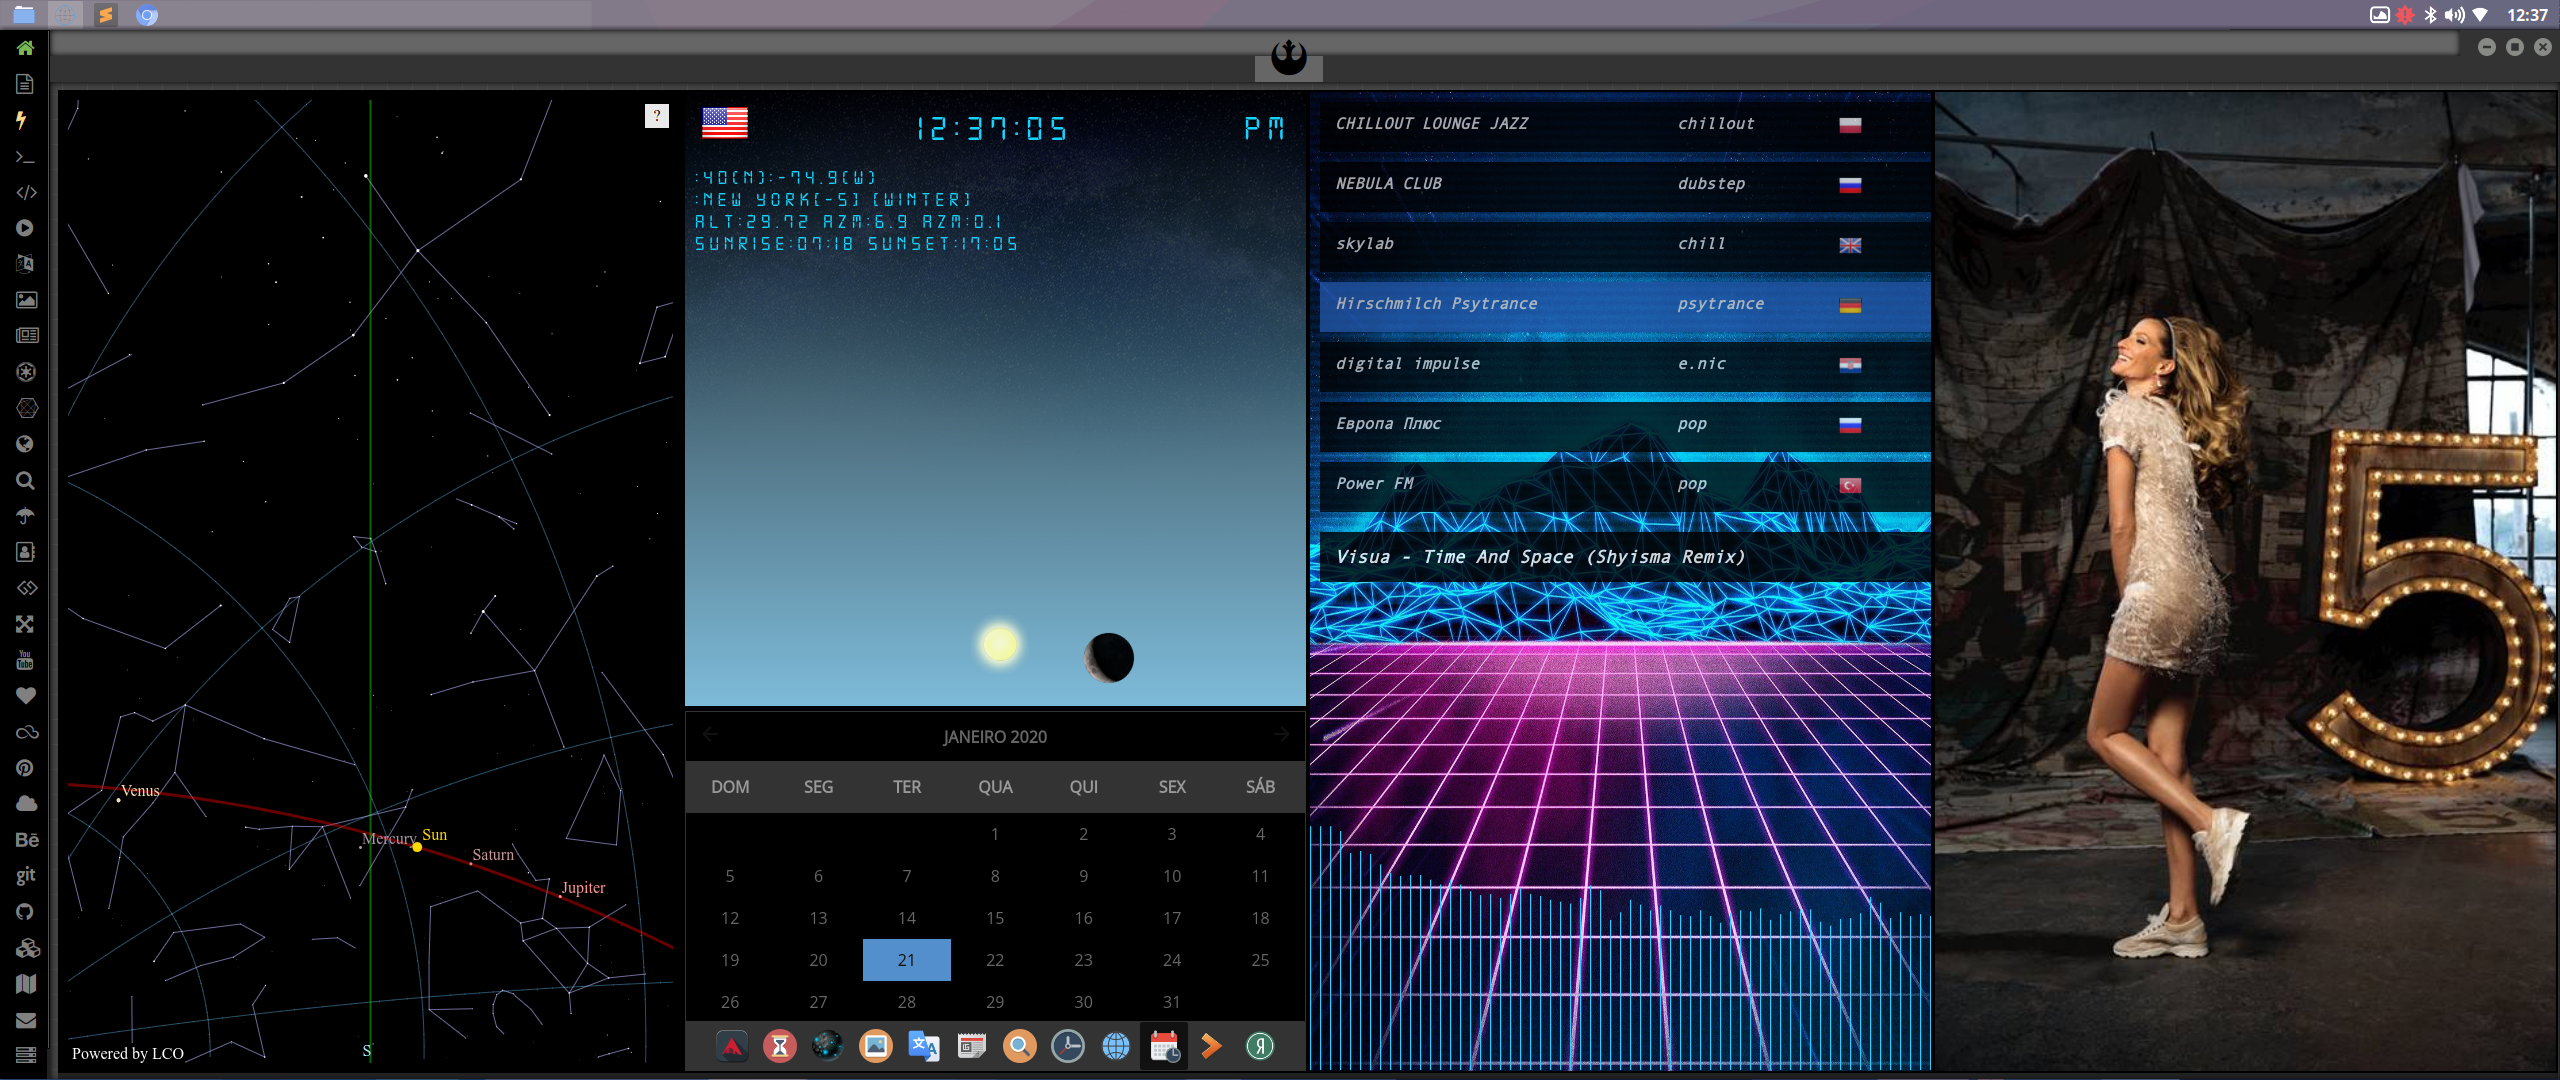 12:37
?
Venus
Mercury
Sun
Saturn
Jupiter
Powered by LCO
S
12:37:05 PM
:40(N):-74.9(W)
:NEW YORK[-5] [WINTER]
ALT:29.72 AZM:6.9 AZM:0.1
SUNRISE:07:18 SUNSET:17:05
JANEIRO 2020
DOM SEG TER QUA QUI SEX SÁB
1 2 3 4
5 6 7 8 9 10 11
12 13 14 15 16 17 18
19 20 21 22 23 24 25
26 27 28 29 30 31
CHILLOUT LOUNGE JAZZ chillout
NEBULA CLUB dubstep
skylab chill
Hirschmilch Psytrance psytrance
digital impulse e.nic
Европа Плюс pop
Power FM pop
Visua - Time And Space (Shyisma Remix)
You
Tube
Bē
git
5